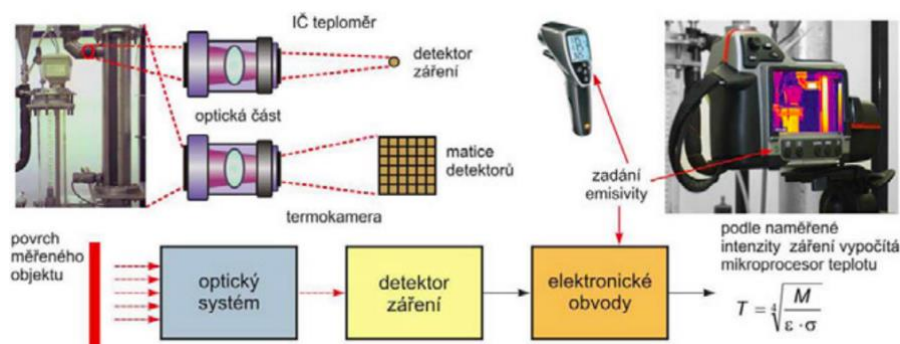 IČ teploměr
detektor
záření
optická část
matice
detektorů
termokamera
zadání
emisivity
povrch
měřeného
objektu
optický
systém
detektor
záření
elektronické
obvody
podle naměřené
intenzity záření vypočítá
mikroprocesor teplotu
T = ∜(M / (ε · σ))